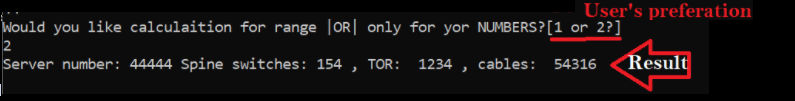 User's preferation
Would you like calculaition for range |OR| only for yor NUMBERS?[1 or 2?]
2
Server number: 44444 Spine switches: 154 , TOR:  1234 , cables:  54316
Result